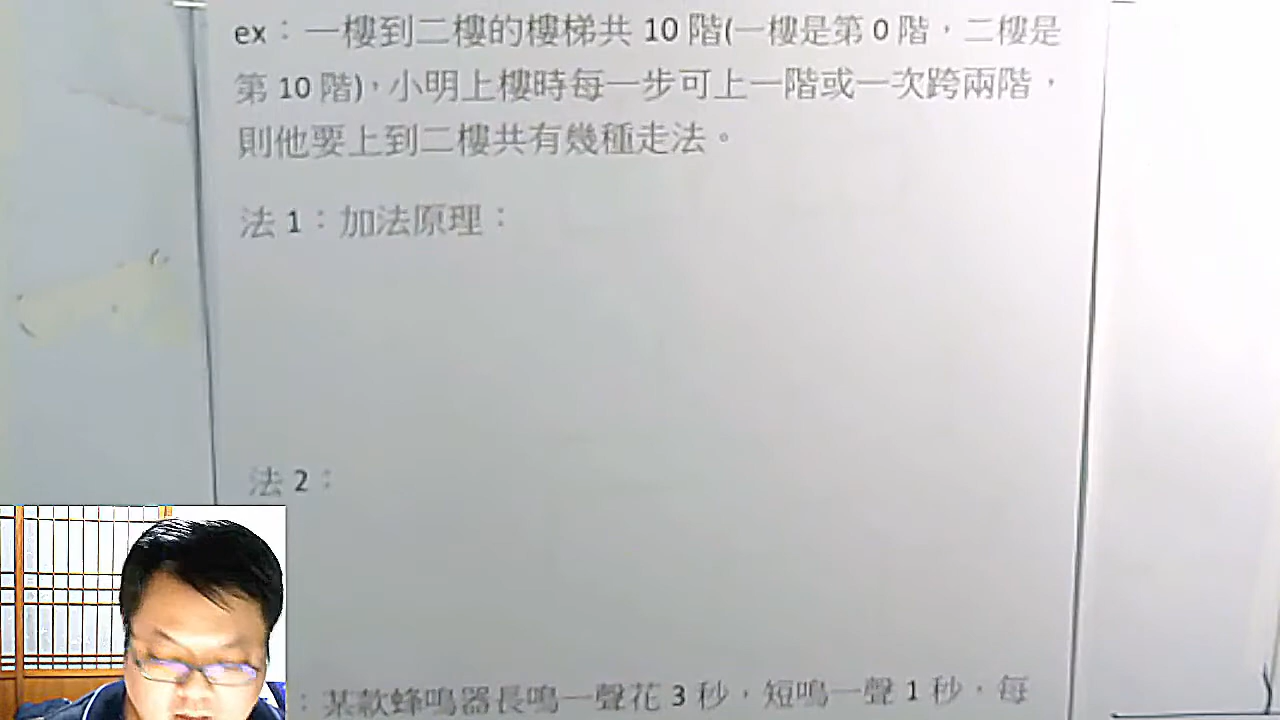 ex：一樓到二樓的樓梯共 10 階(一樓是第 0 階，二樓是
第 10 階)，小明上樓時每一步可上一階或一次跨兩階，
則他要上到二樓共有幾種走法。
法 1：加法原理：
法 2：
：某款蜂鳴器長鳴一聲花 3 秒，短鳴一聲 1 秒，每